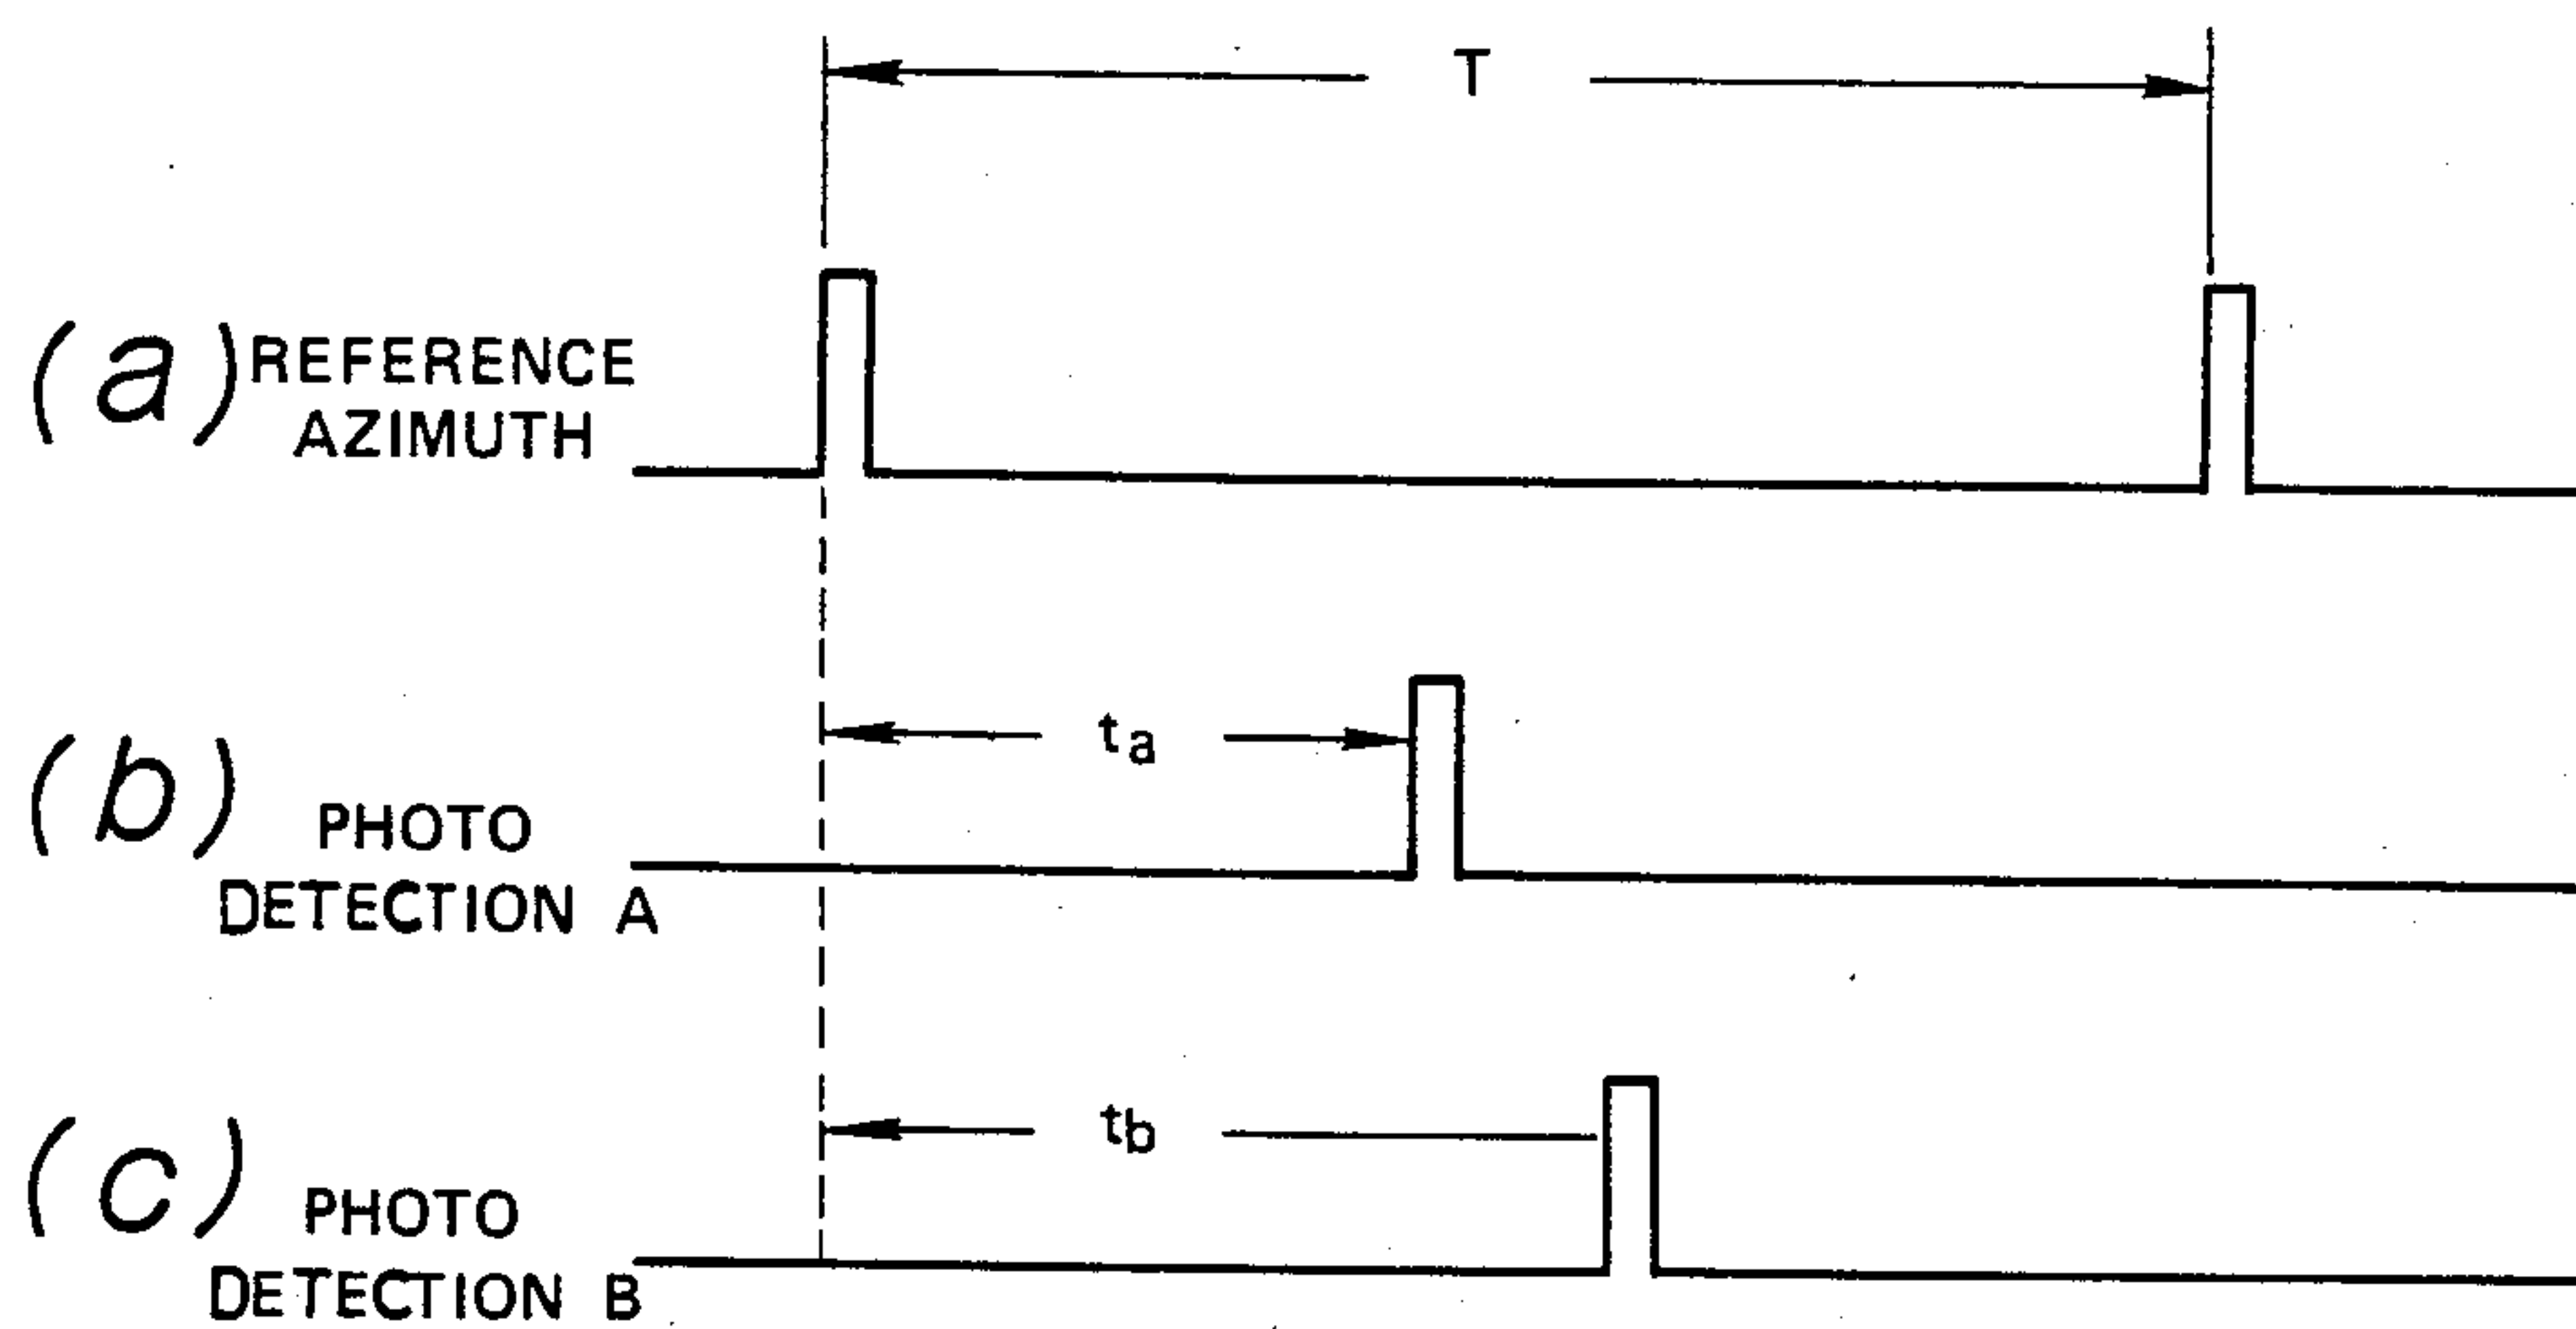 T
(a) REFERENCE
AZIMUTH
ta
(b) PHOTO
DETECTION A
tb
(c) PHOTO
DETECTION B